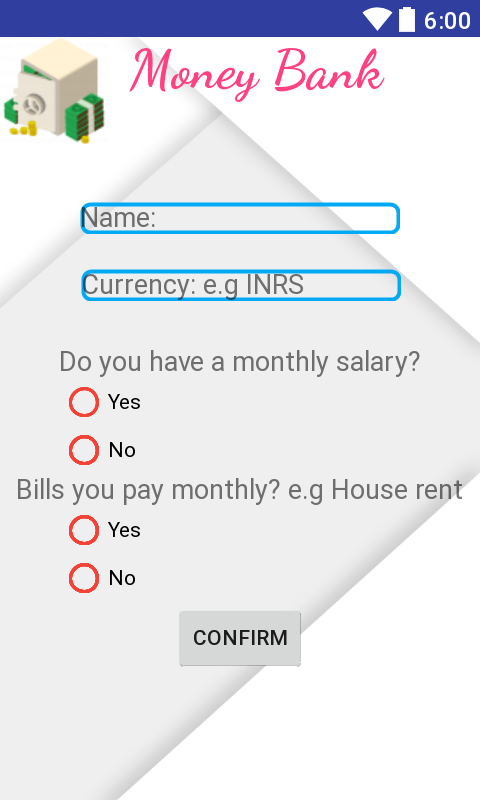 6:00
Money Bank
Name:
Currency: e.g INRS
Do you have a monthly salary?
Yes
No
Bills you pay monthly? e.g House rent
Yes
No
CONFIRM